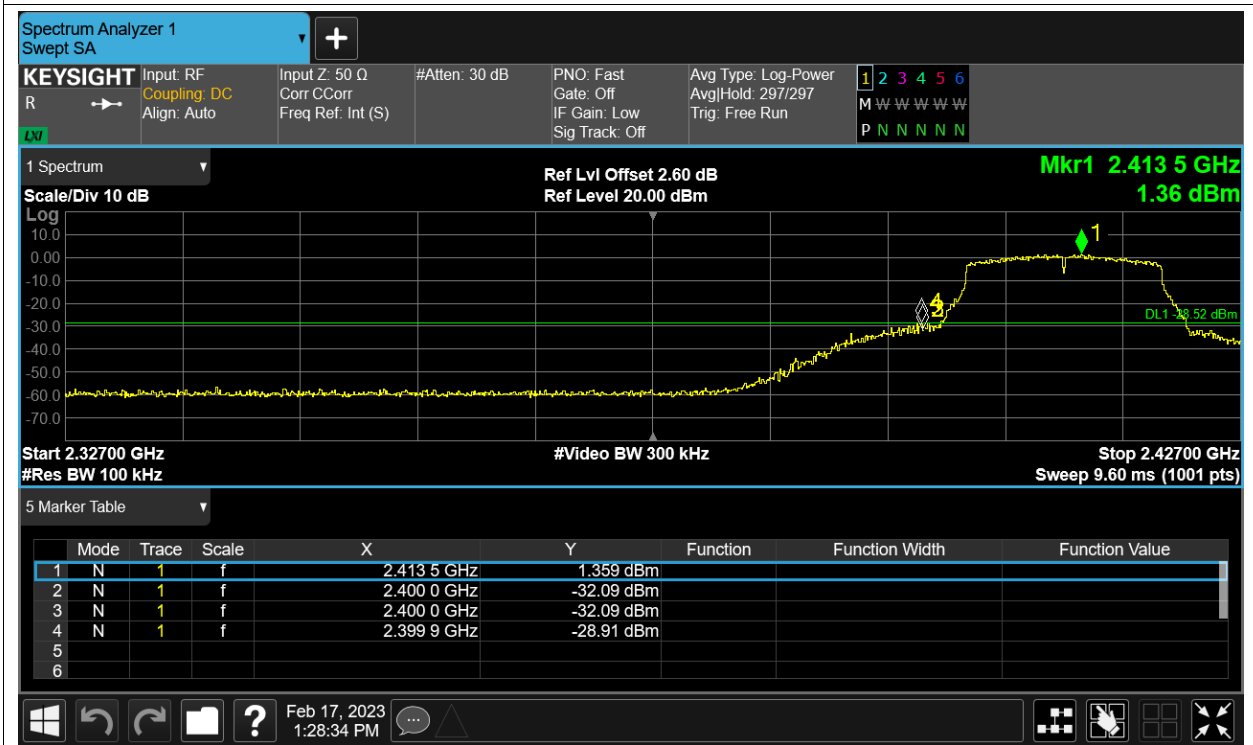 Spectrum Analyzer 1
Swept SA
KEYSIGHT
R
LXI
Input: RF
Coupling: DC
Align: Auto
Input Z: 50 Ω
Corr CCorr
Freq Ref: Int (S)
#Atten: 30 dB
PNO: Fast
Gate: Off
IF Gain: Low
Sig Track: Off
Avg Type: Log-Power
Avg|Hold: 297/297
Trig: Free Run
1 2 3 4 5 6
M W W W W W
P N N N N N
1 Spectrum
Scale/Div 10 dB
Ref Lvl Offset 2.60 dB
Ref Level 20.00 dBm
Mkr1 2.413 5 GHz
1.36 dBm
Log
10.0
0.00
-10.0
-20.0
-30.0
-40.0
-50.0
-60.0
-70.0
1
4
DL1 -28.52 dBm
Start 2.32700 GHz
#Res BW 100 kHz
#Video BW 300 kHz
Stop 2.42700 GHz
Sweep 9.60 ms (1001 pts)
5 Marker Table
Mode Trace Scale X Y Function Function Width Function Value
1 N 1 f 2.413 5 GHz 1.359 dBm
2 N 1 f 2.400 0 GHz -32.09 dBm
3 N 1 f 2.400 0 GHz -32.09 dBm
4 N 1 f 2.399 9 GHz -28.91 dBm
5
6
?
Feb 17, 2023
1:28:34 PM